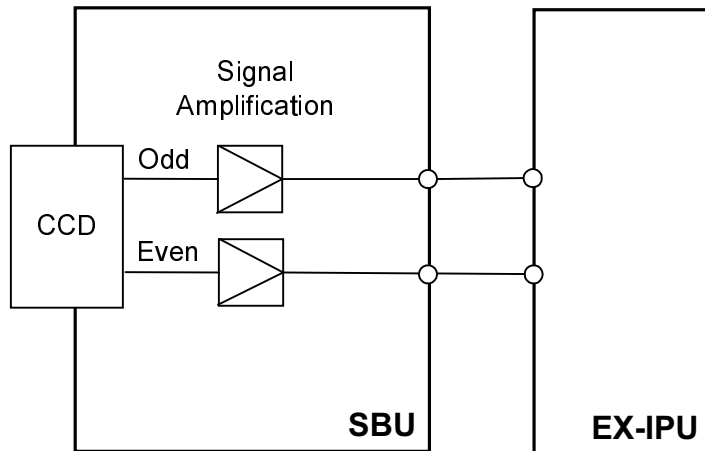 Signal
Amplification
Odd
CCD
Even
SBU
EX-IPU